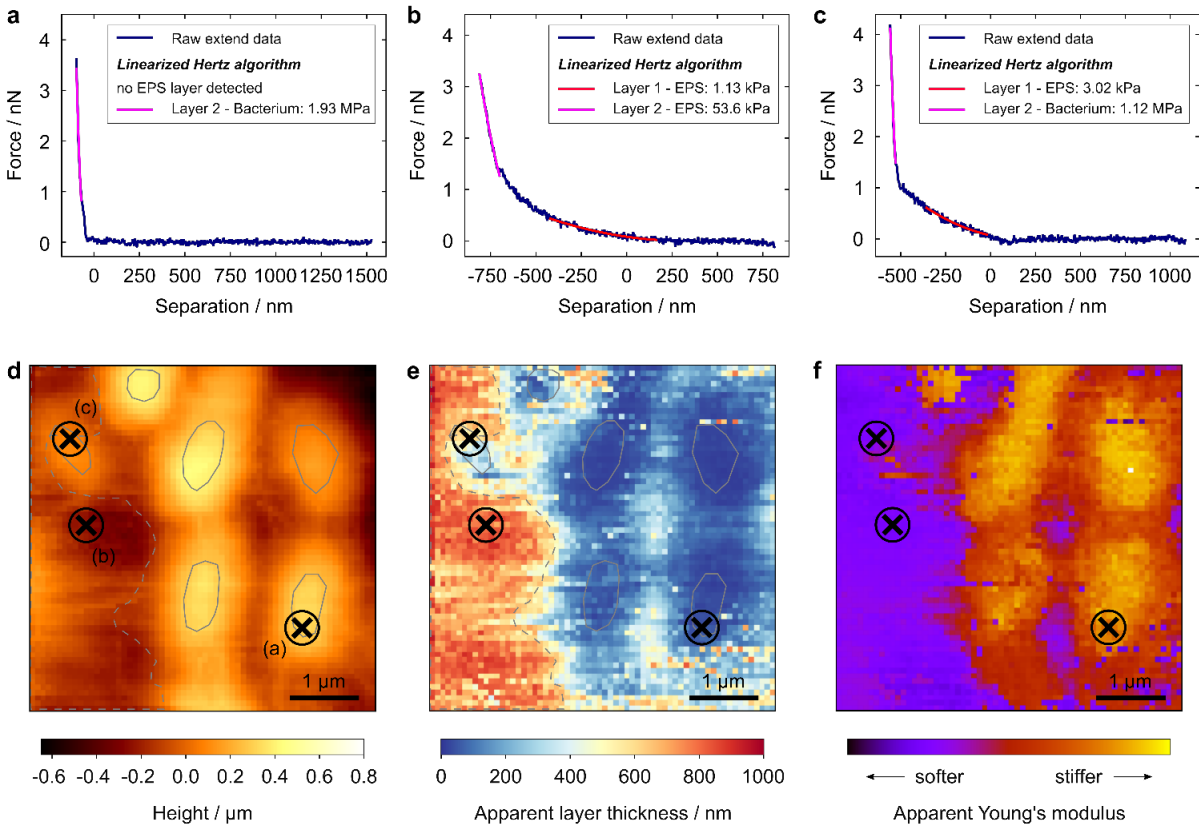 a
4
3
2
1
0
Force / nN
Raw extend data
Linearized Hertz algorithm
no EPS layer detected
Layer 2 - Bacterium: 1.93 MPa
0 250 500 750 1000 1250 1500
Separation / nm
b
4
3
2
1
0
Force / nN
Raw extend data
Linearized Hertz algorithm
Layer 1 - EPS: 1.13 kPa
Layer 2 - EPS: 53.6 kPa
-750 -500 -250 0 250 500 750
Separation / nm
c
4
3
2
1
0
Force / nN
Raw extend data
Linearized Hertz algorithm
Layer 1 - EPS: 3.02 kPa
Layer 2 - Bacterium: 1.12 MPa
-500 -250 0 250 500 750 1000
Separation / nm
d
(c)
(b)
(a)
1 μm
-0.6 -0.4 -0.2 0.0 0.2 0.4 0.6 0.8
Height / μm
e
1 μm
0 200 400 600 800 1000
Apparent layer thickness / nm
f
1 μm
← softer stiffer →
Apparent Young's modulus